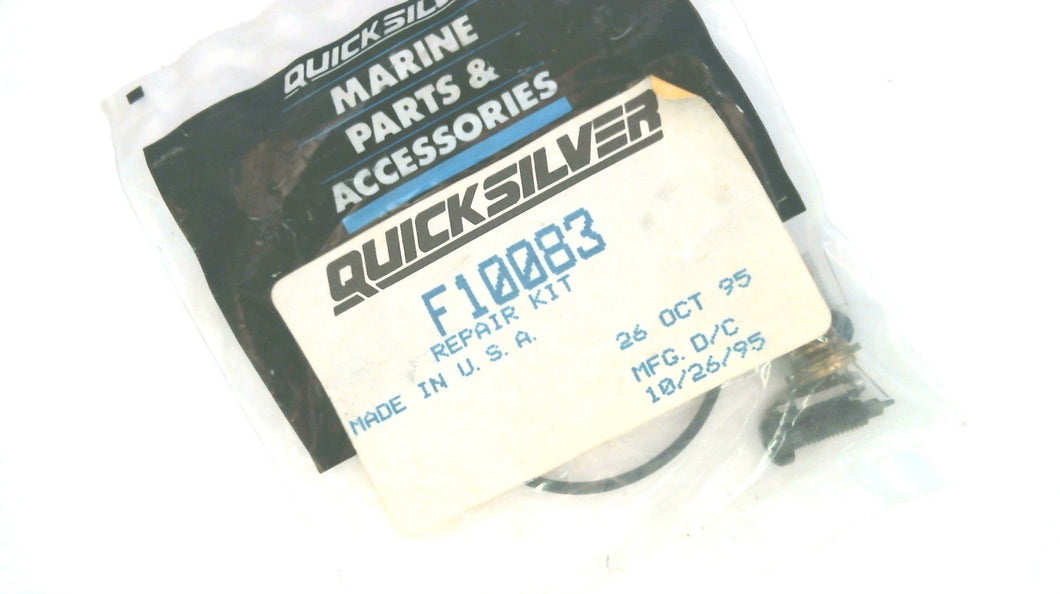 QUICKSILVER
MARINE
PARTS &
ACCESSORIES
QUICKSILVER
F10083
REPAIR KIT
MADE IN U.S.A.
26 OCT 95
MFG. D/C
10/26/95